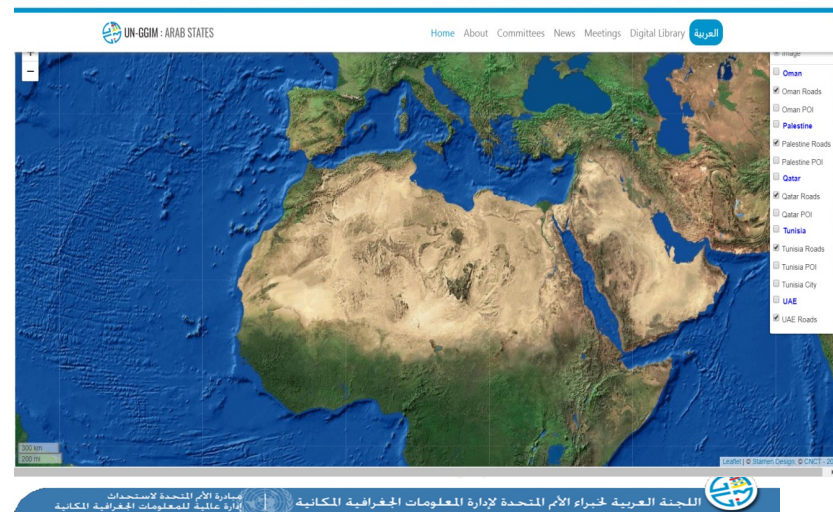 UN-GGIM : ARAB STATES
Home About Committees News Meetings Digital Library العربية
+
−
Image
Oman
Oman Roads
Oman POI
Palestine
Palestine Roads
Palestine POI
Qatar
Qatar Roads
Qatar POI
Tunisia
Tunisia Roads
Tunisia POI
Tunisia City
UAE
UAE Roads
300 km
200 mi
Leaflet | © Stamen Design, © CNCT - 20
اللجنة العربية لخبراء الأمم المتحدة لإدارة المعلومات الجغرافية المكانية
مبادرة الأمم المتحدة لاستحداث
إدارة عالمية للمعلومات الجغرافية المكانية